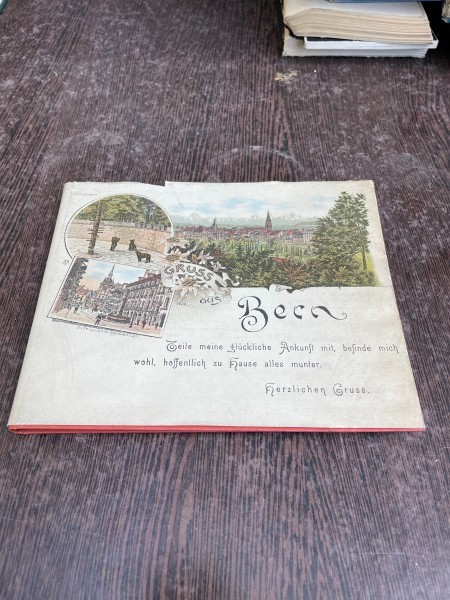 GRUSS
aus
Bern
Teile meine glückliche Ankunft mit, befinde mich
wohl, hoffentlich zu Hause alles munter.
Herzlichen Gruss.